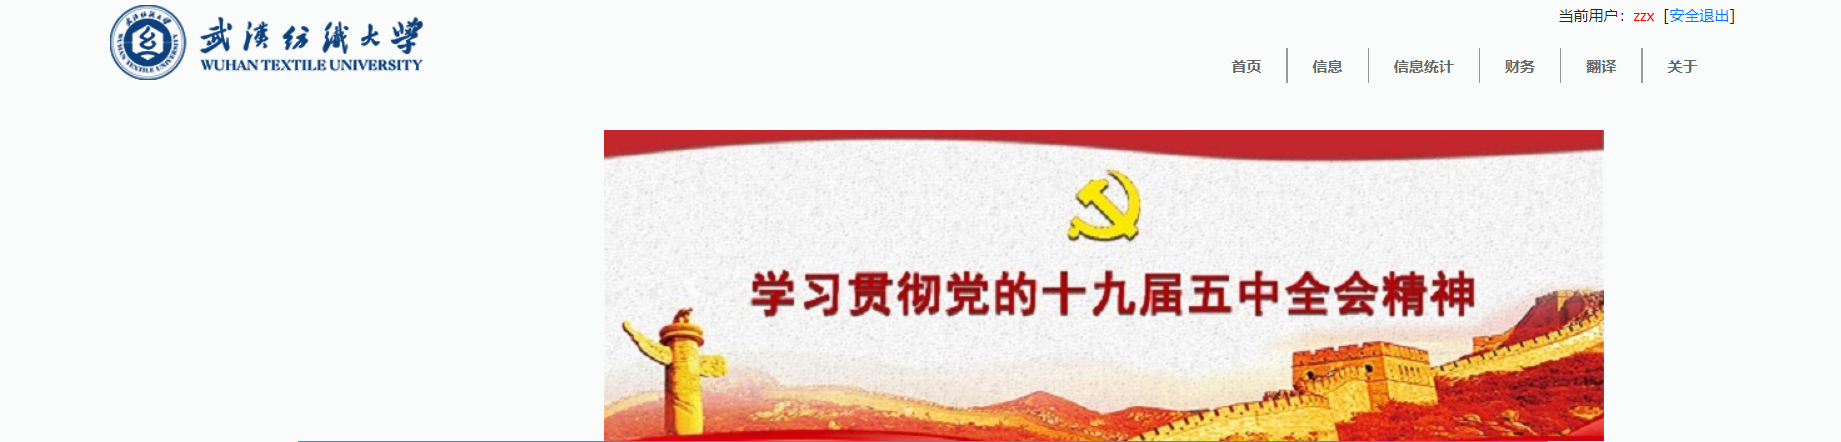 当前用户：zzx [安全退出]
武汉纺织大学
WUHAN TEXTILE UNIVERSITY
首页 信息 信息统计 财务 翻译 关于
学习贯彻党的十九届五中全会精神